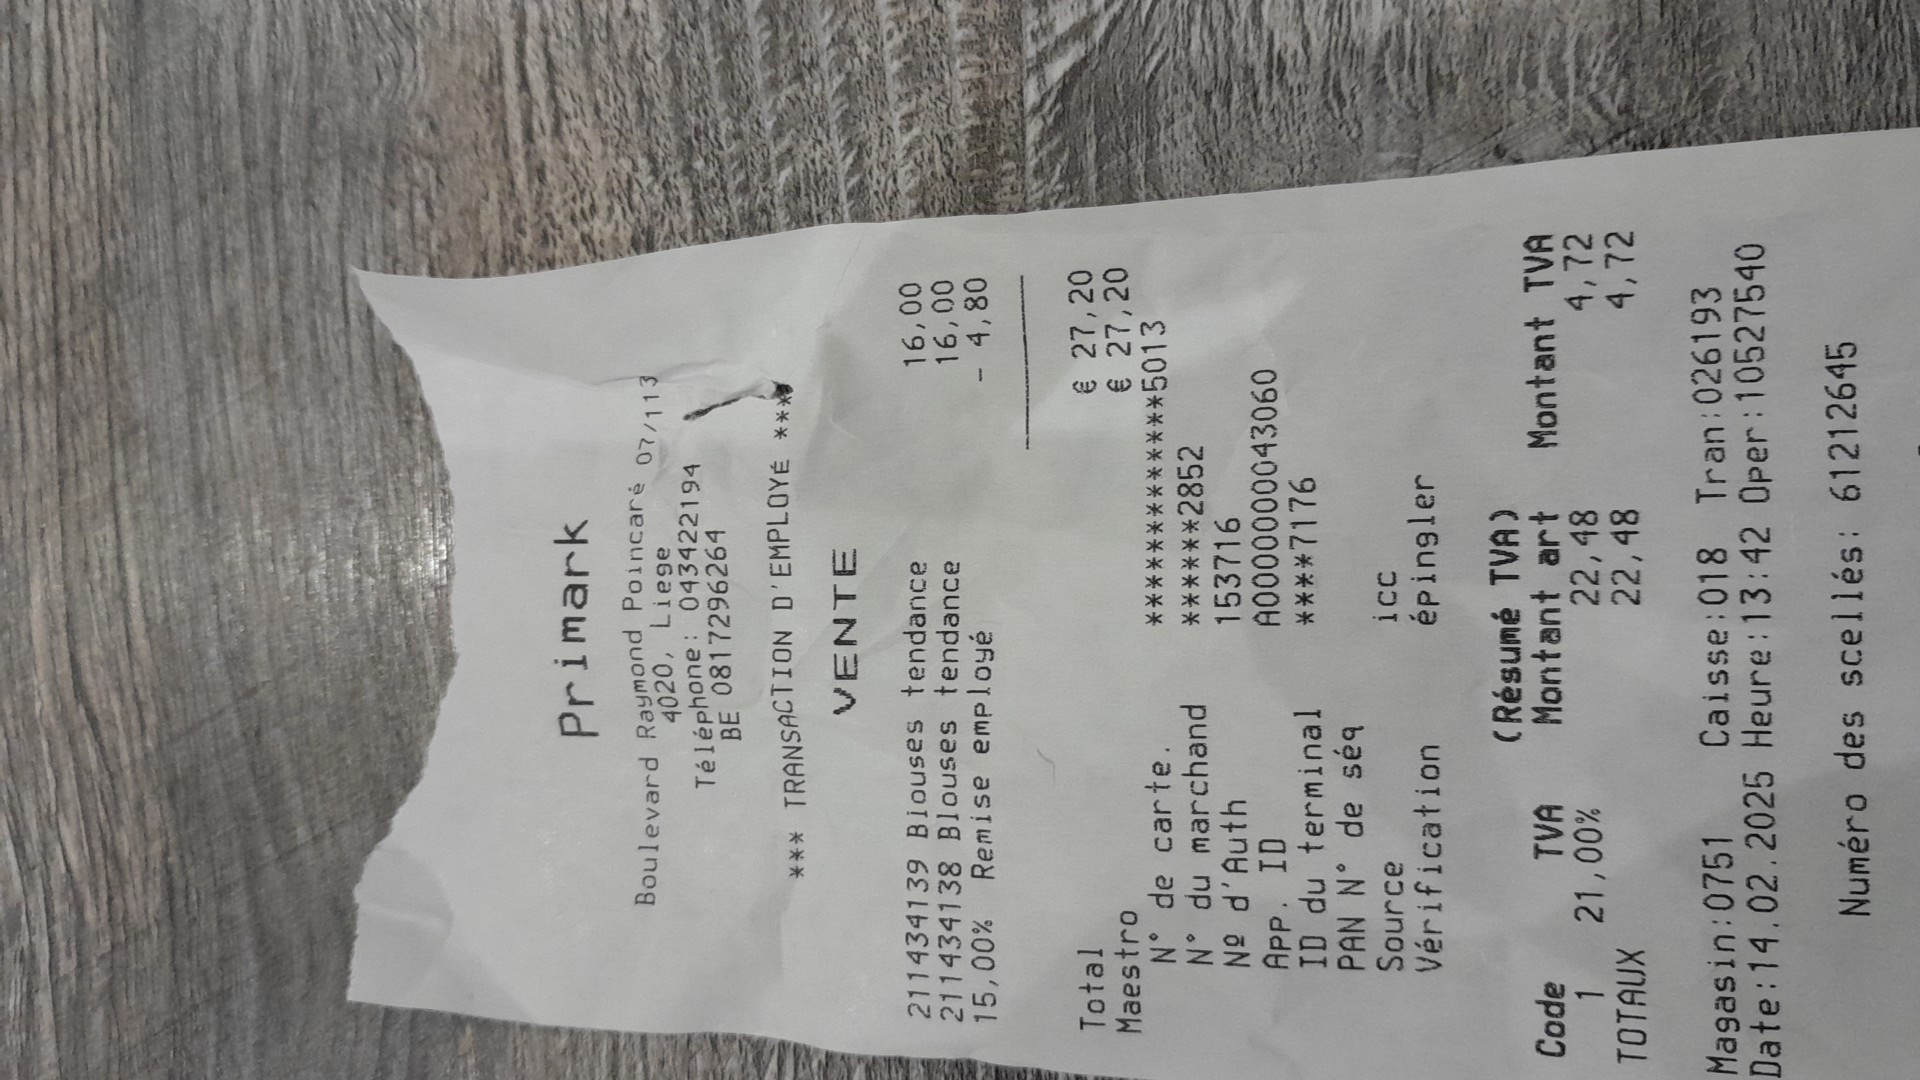 Primark
Boulevard Raymond Poincaré 07/113
4020, Liege
Téléphone: 043422194
BE 0817296264
*** TRANSACTION D'EMPLOYÉ ***
VENTE
211434139 Blouses tendance 16,00
211434138 Blouses tendance 16,00
15,00% Remise employé - 4,80
Total € 27,20
Maestro € 27,20
N° de carte. ***************5013
N° du marchand ******2852
Nº d'Auth 153716
App. ID A0000000043060
ID du terminal ****7176
PAN N° de séq
Source icc
Vérification épingler
(Résumé TVA)
Code TVA Montant art Montant TVA
1 21,00% 22,48 4,72
TOTAUX 22,48 4,72
Magasin:0751 Caisse:018 Tran:026193
Date:14.02.2025 Heure:13:42 Oper:10527540
Numéro des scellés: 61212645